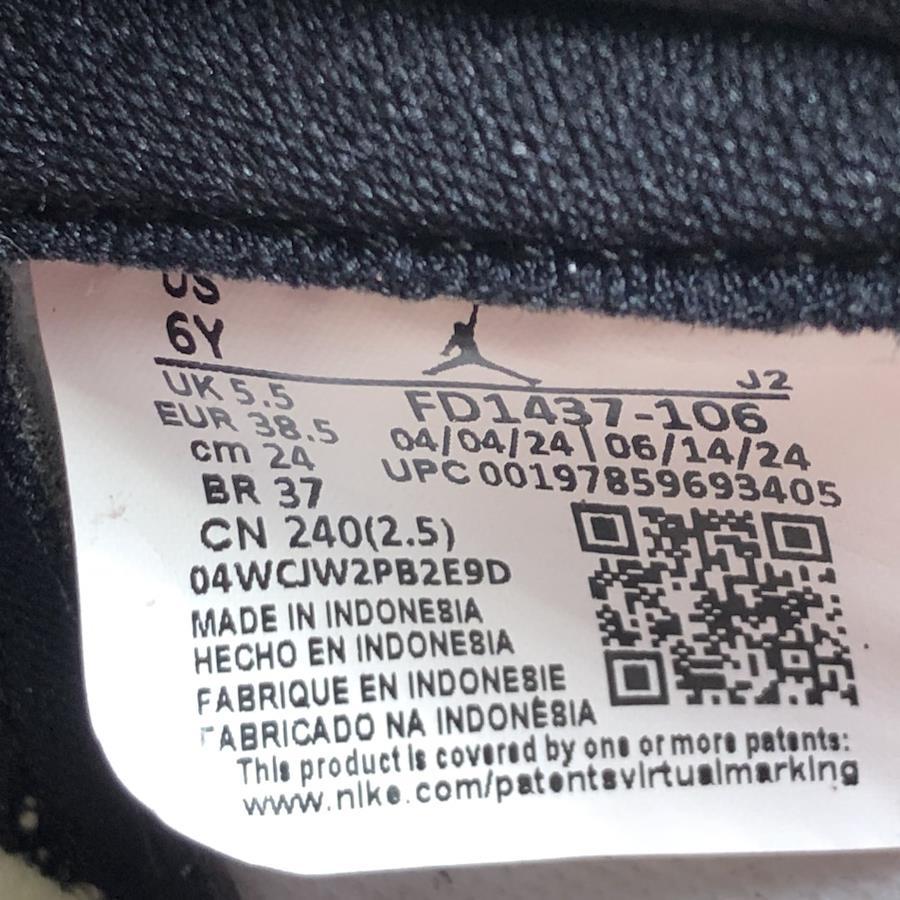 US
6Y
J2
UK 5.5
FD1437-106
EUR 38.5
04/04/24 | 06/14/24
cm 24
UPC 00197859693405
BR 37
CN 240(2.5)
04WCJW2PB2E9D
MADE IN INDONESIA
HECHO EN INDONESIA
FABRIQUE EN INDONESIE
FABRICADO NA INDONÉSIA
This product is covered by one or more patents:
www.nike.com/patentsvirtualmarking